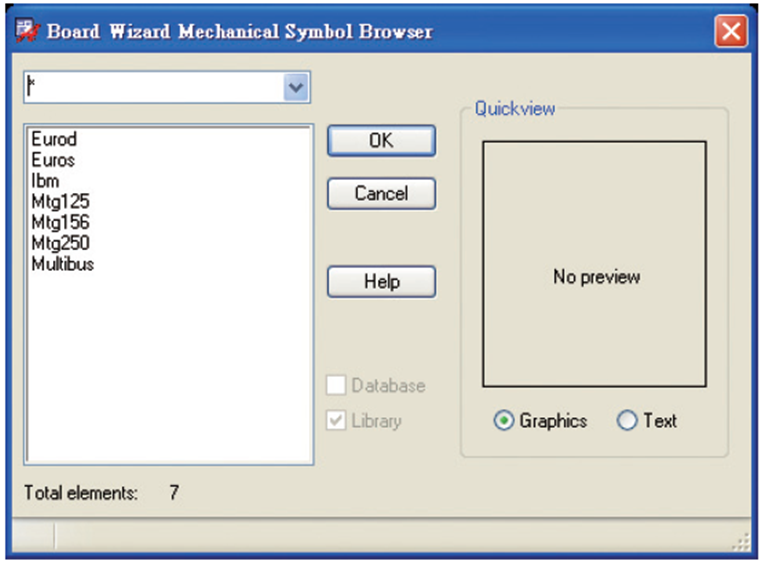 Board Wizard Mechanical Symbol Browser
*
Eurod
Euros
Ibm
Mtg125
Mtg156
Mtg250
Multibus
OK
Cancel
Help
Database
Library
Quickview
No preview
Graphics
Text
Total elements: 7